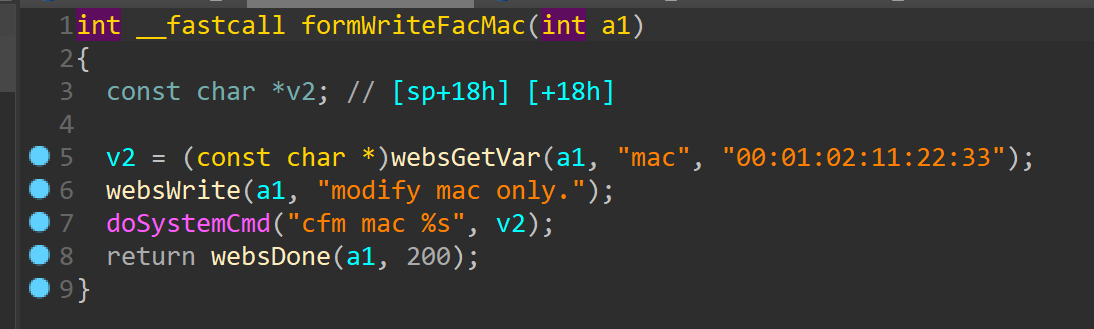 1 int __fastcall formWriteFacMac(int a1)
2 {
3 const char *v2; // [sp+18h] [+18h]
4
5 v2 = (const char *)websGetVar(a1, "mac", "00:01:02:11:22:33");
6 websWrite(a1, "modify mac only.");
7 doSystemCmd("cfm mac %s", v2);
8 return websDone(a1, 200);
9 }